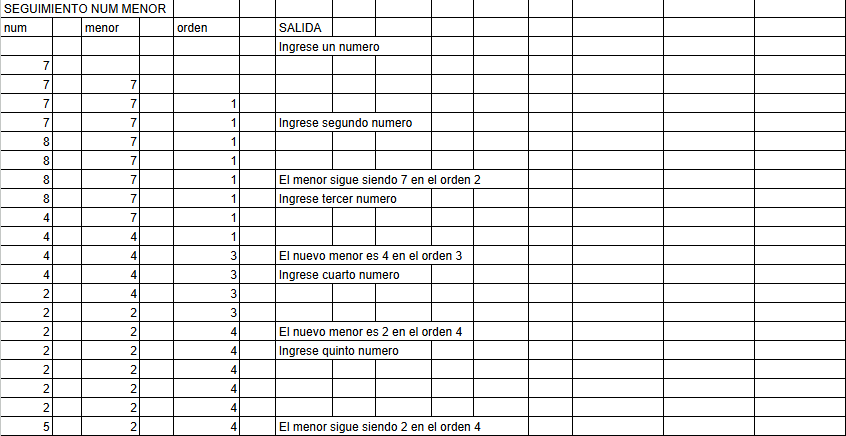 SEGUIMIENTO NUM MENOR
num menor orden SALIDA
Ingrese un numero
7
7 7
7 7 1
7 7 1 Ingrese segundo numero
8 7 1
8 7 1
8 7 1 El menor sigue siendo 7 en el orden 2
8 7 1 Ingrese tercer numero
4 7 1
4 4 1
4 4 3 El nuevo menor es 4 en el orden 3
4 4 3 Ingrese cuarto numero
2 4 3
2 2 3
2 2 4 El nuevo menor es 2 en el orden 4
2 2 4 Ingrese quinto numero
2 2 4
2 2 4
2 2 4
5 2 4 El menor sigue siendo 2 en el orden 4